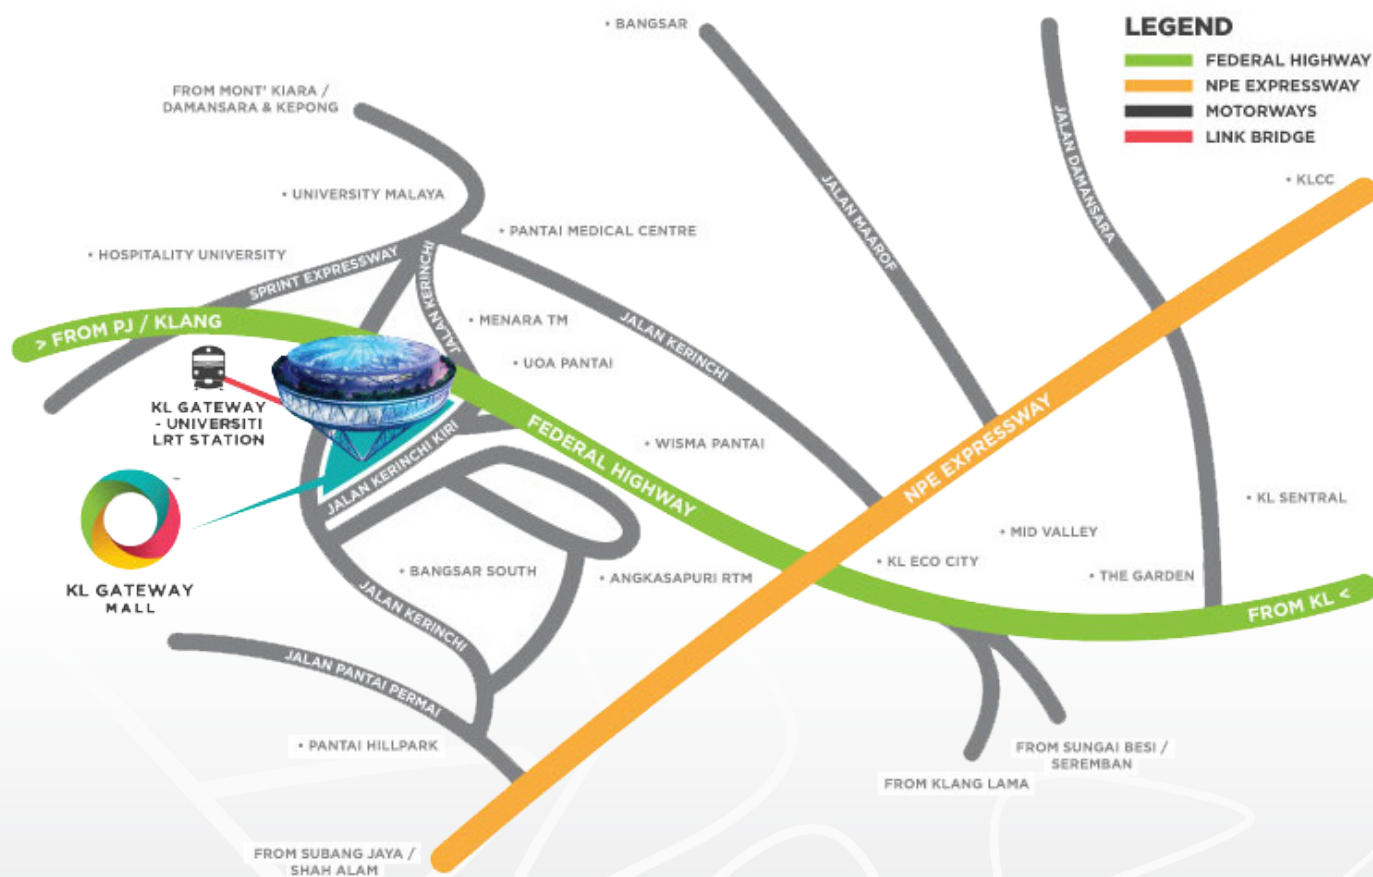 • BANGSAR
LEGEND
FEDERAL HIGHWAY
NPE EXPRESSWAY
MOTORWAYS
LINK BRIDGE
FROM MONT' KIARA /
DAMANSARA & KEPONG
JALAN DAMANSARA
JALAN MAAROF
• KLCC
• UNIVERSITY MALAYA
• PANTAI MEDICAL CENTRE
• HOSPITALITY UNIVERSITY
SPRINT EXPRESSWAY
JALAN KERINCHI
JALAN KERINCHI
> FROM PJ / KLANG
• MENARA TM
• UOA PANTAI
KL GATEWAY
- UNIVERSITI
LRT STATION
JALAN KERINCHI KIRI
FEDERAL HIGHWAY
• WISMA PANTAI
NPE EXPRESSWAY
• KL SENTRAL
• MID VALLEY
• KL ECO CITY
• THE GARDEN
™
KL GATEWAY
MALL
• BANGSAR SOUTH
• ANGKASAPURI RTM
JALAN KERINCHI
FROM KL <
JALAN PANTAI PERMAI
• PANTAI HILLPARK
FROM SUNGAI BESI /
SEREMBAN
FROM KLANG LAMA
FROM SUBANG JAYA /
SHAH ALAM